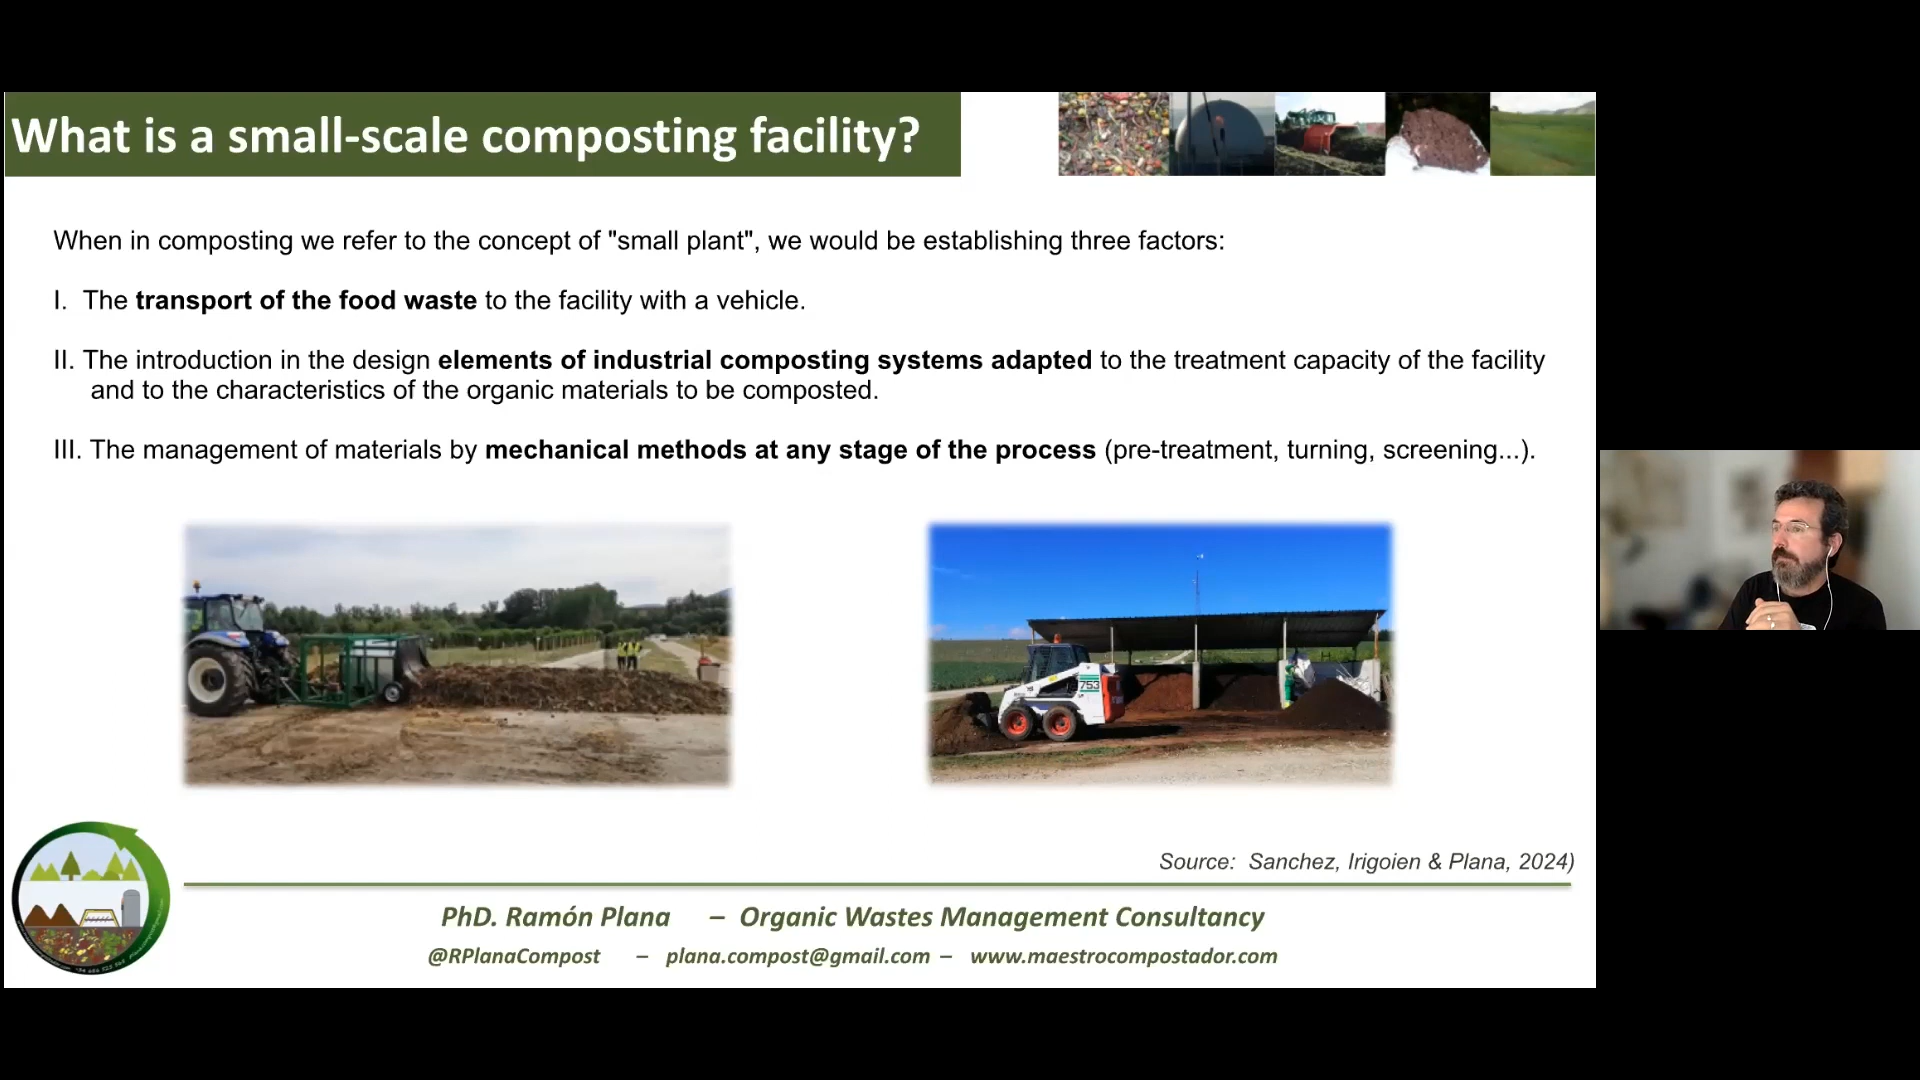 What is a small-scale composting facility?
When in composting we refer to the concept of "small plant", we would be establishing three factors:
I. The transport of the food waste to the facility with a vehicle.
II. The introduction in the design elements of industrial composting systems adapted to the treatment capacity of the facility
and to the characteristics of the organic materials to be composted.
III. The management of materials by mechanical methods at any stage of the process (pre-treatment, turning, screening...).
753
Source: Sanchez, Irigoien & Plana, 2024)
PhD. Ramón Plana – Organic Wastes Management Consultancy
@RPlanaCompost – plana.compost@gmail.com – www.maestrocompostador.com